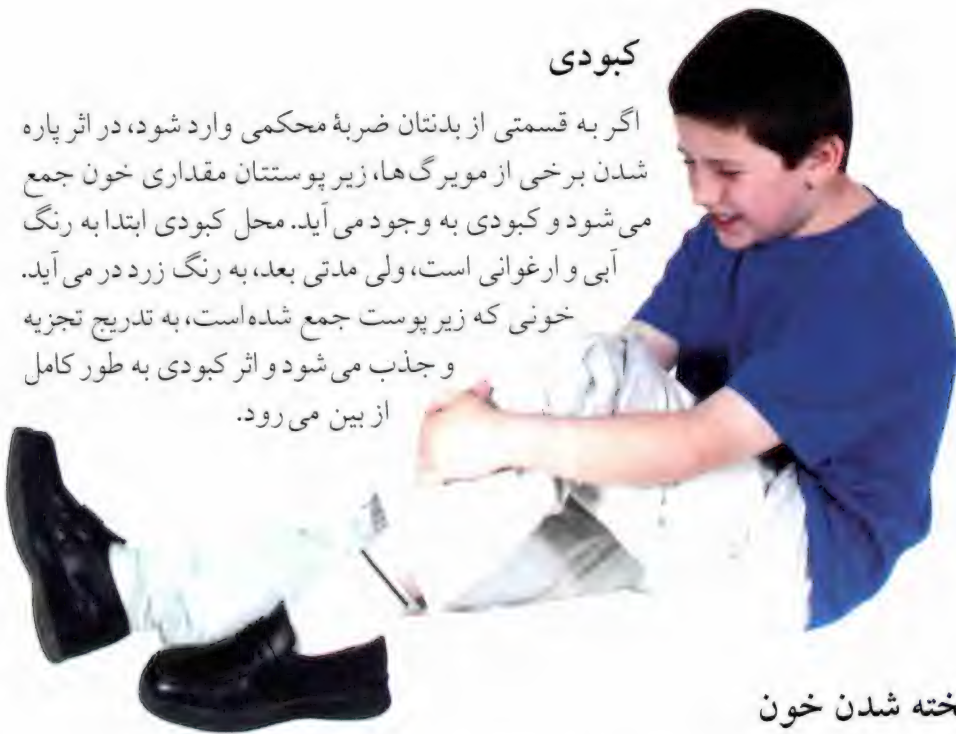 کبودی
اگر به قسمتی از بدنتان ضربهٔ محکمی وارد شود، در اثر پاره
شدن برخی از مویرگ‌ها، زیر پوستتان مقداری خون جمع
می‌شود و کبودی به وجود می‌آید. محل کبودی ابتدا به رنگ
آبی و ارغوانی است، ولی مدتی بعد، به رنگ زرد در می‌آید.
خونی که زیر پوست جمع شده‌است، به تدریج تجزیه
و جذب می‌شود و اثر کبودی به طور کامل
از بین می‌رود.
شدن خون